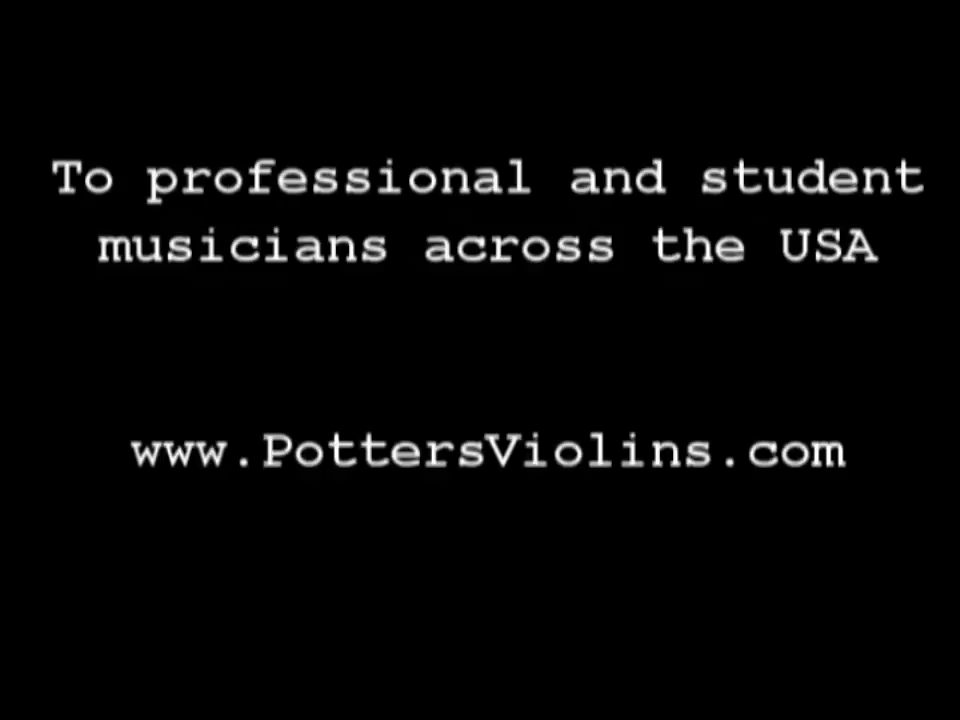 To professional and student
musicians across the USA
www.PottersViolins.com